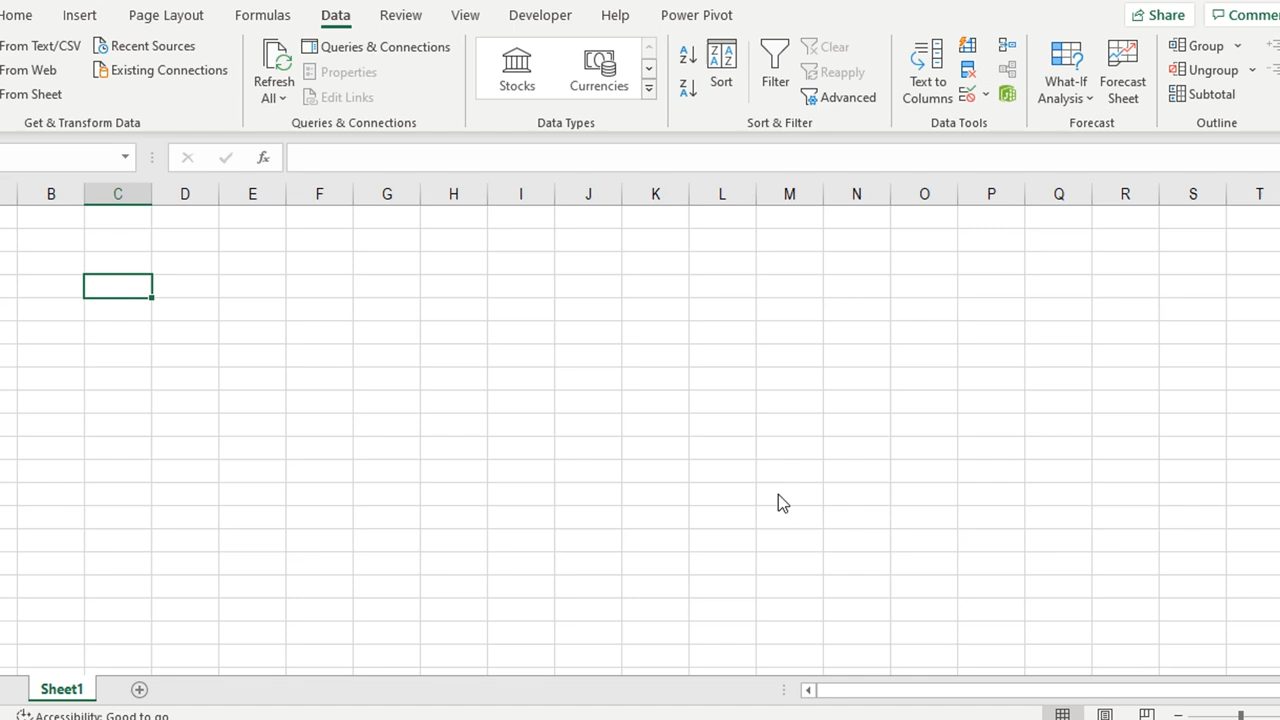 Home Insert Page Layout Formulas Data Review View Developer Help Power Pivot Share Commen
From Text/CSV Recent Sources
From Web Existing Connections
From Sheet
Get & Transform Data
Refresh All
Queries & Connections
Properties
Edit Links
Queries & Connections
Stocks Currencies
Data Types
Sort
Filter
Clear
Reapply
Advanced
Sort & Filter
Text to Columns
Data Tools
What-If Analysis
Forecast Sheet
Forecast
Group
Ungroup
Subtotal
Outline
fx
B C D E F G H I J K L M N O P Q R S T
Sheet1
Accessibility: Good to go